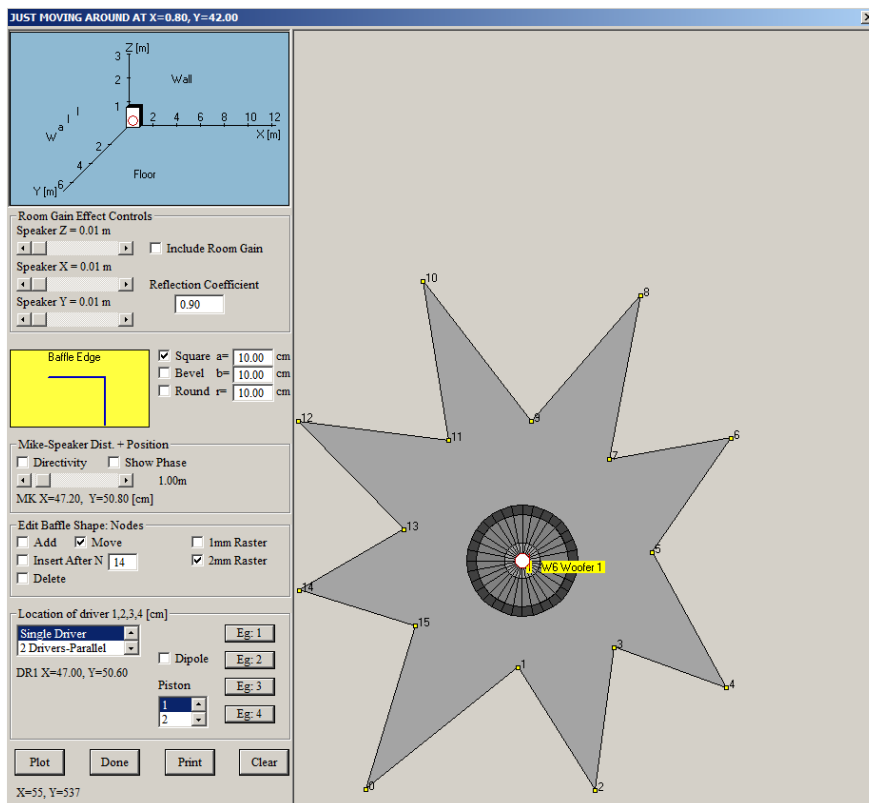 JUST MOVING AROUND AT X=0.80, Y=42.00
Z [m]
3
2
1
Wall
W
a
l
l
2 4 6 8 10 12
X [m]
2
4
6
Y [m]
Floor
Room Gain Effect Controls
Speaker Z = 0.01 m
Include Room Gain
Speaker X = 0.01 m
Reflection Coefficient
0.90
Speaker Y = 0.01 m
Baffle Edge
Square a= 10.00 cm
Bevel b= 10.00 cm
Round r= 10.00 cm
Mike-Speaker Dist. + Position
Directivity Show Phase
1.00m
MK X=47.20, Y=50.80 [cm]
Edit Baffle Shape: Nodes
Add Move 1mm Raster
Insert After N 14 2mm Raster
Delete
Location of driver 1,2,3,4 [cm]
Single Driver
2 Drivers-Parallel
DR1 X=47.00, Y=50.60
Dipole
Piston
1
2
Eg: 1
Eg: 2
Eg: 3
Eg: 4
Plot Done Print Clear
X=55, Y=537
10
8
12
11
9
7
6
13
5
W6 Woofer 1
14
15
3
1
4
0
2